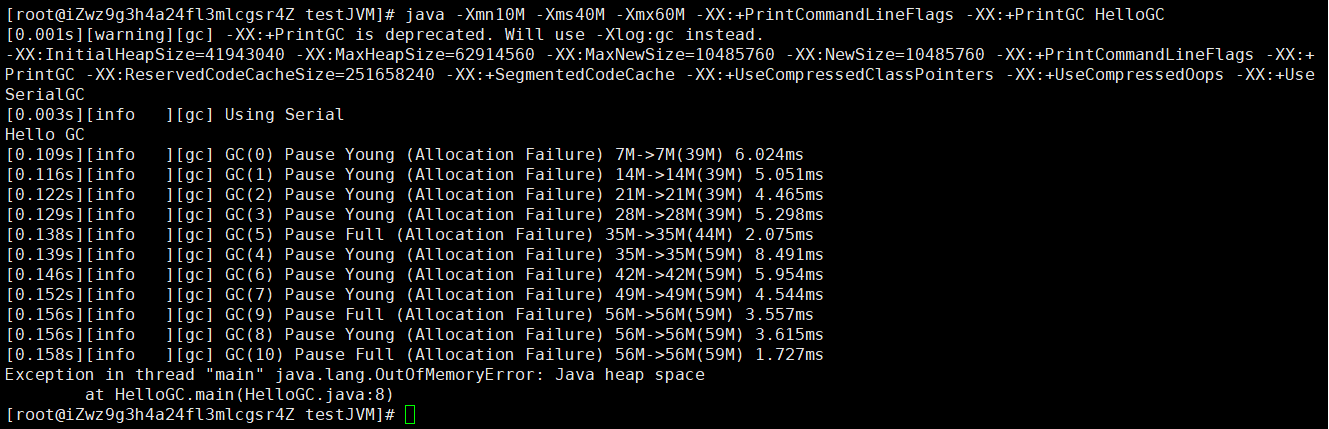 [root@iZwz9g3h4a24fl3mlcgsr4Z testJVM]# java -Xmn10M -Xms40M -Xmx60M -XX:+PrintCommandLineFlags -XX:+PrintGC HelloGC
[0.001s][warning][gc] -XX:+PrintGC is deprecated. Will use -Xlog:gc instead.
-XX:InitialHeapSize=41943040 -XX:MaxHeapSize=62914560 -XX:MaxNewSize=10485760 -XX:NewSize=10485760 -XX:+PrintCommandLineFlags -XX:+
PrintGC -XX:ReservedCodeCacheSize=251658240 -XX:+SegmentedCodeCache -XX:+UseCompressedClassPointers -XX:+UseCompressedOops -XX:+Use
SerialGC
[0.003s][info   ][gc] Using Serial
Hello GC
[0.109s][info   ][gc] GC(0) Pause Young (Allocation Failure) 7M->7M(39M) 6.024ms
[0.116s][info   ][gc] GC(1) Pause Young (Allocation Failure) 14M->14M(39M) 5.051ms
[0.122s][info   ][gc] GC(2) Pause Young (Allocation Failure) 21M->21M(39M) 4.465ms
[0.129s][info   ][gc] GC(3) Pause Young (Allocation Failure) 28M->28M(39M) 5.298ms
[0.138s][info   ][gc] GC(5) Pause Full (Allocation Failure) 35M->35M(44M) 2.075ms
[0.139s][info   ][gc] GC(4) Pause Young (Allocation Failure) 35M->35M(59M) 8.491ms
[0.146s][info   ][gc] GC(6) Pause Young (Allocation Failure) 42M->42M(59M) 5.954ms
[0.152s][info   ][gc] GC(7) Pause Young (Allocation Failure) 49M->49M(59M) 4.544ms
[0.156s][info   ][gc] GC(9) Pause Full (Allocation Failure) 56M->56M(59M) 3.557ms
[0.156s][info   ][gc] GC(8) Pause Young (Allocation Failure) 56M->56M(59M) 3.615ms
[0.158s][info   ][gc] GC(10) Pause Full (Allocation Failure) 56M->56M(59M) 1.727ms
Exception in thread "main" java.lang.OutOfMemoryError: Java heap space
        at HelloGC.main(HelloGC.java:8)
[root@iZwz9g3h4a24fl3mlcgsr4Z testJVM]#